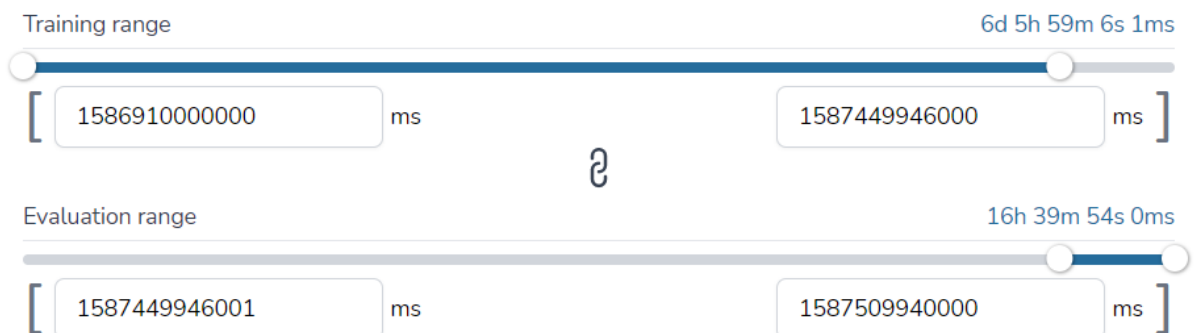 Training range 6d 5h 59m 6s 1ms
[ 1586910000000 ms 1587449946000 ms ]
Evaluation range 16h 39m 54s 0ms
[ 1587449946001 ms 1587509940000 ms ]